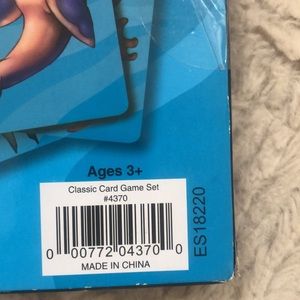 Ages 3+
Classic Card Game Set
#4370
0 00772 04370 0
MADE IN CHINA
ES18220